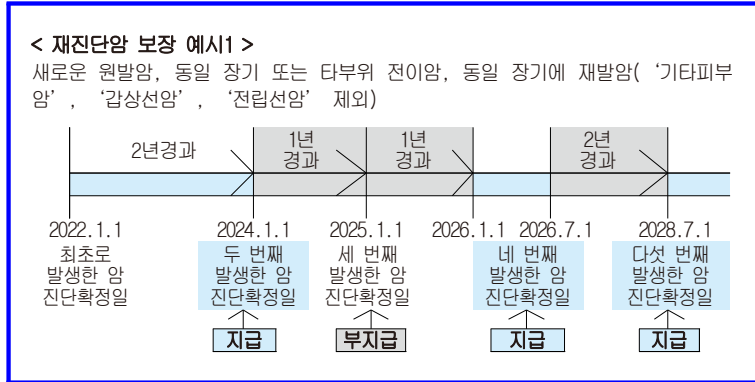 < 재진단암 보장 예시1 >
새로운 원발암, 동일 장기 또는 타부위 전이암, 동일 장기에 재발암( ‘기타피부
암’, ‘갑상선암’, ‘전립선암’ 제외)
2년경과
1년
경과
1년
경과
2년
경과
2022.1.1
최초로
발생한 암
진단확정일
2024.1.1
두 번째
발생한 암
진단확정일
지급
2025.1.1
세 번째
발생한 암
진단확정일
부지급
2026.1.1
2026.7.1
네 번째
발생한 암
진단확정일
지급
2028.7.1
다섯 번째
발생한 암
진단확정일
지급